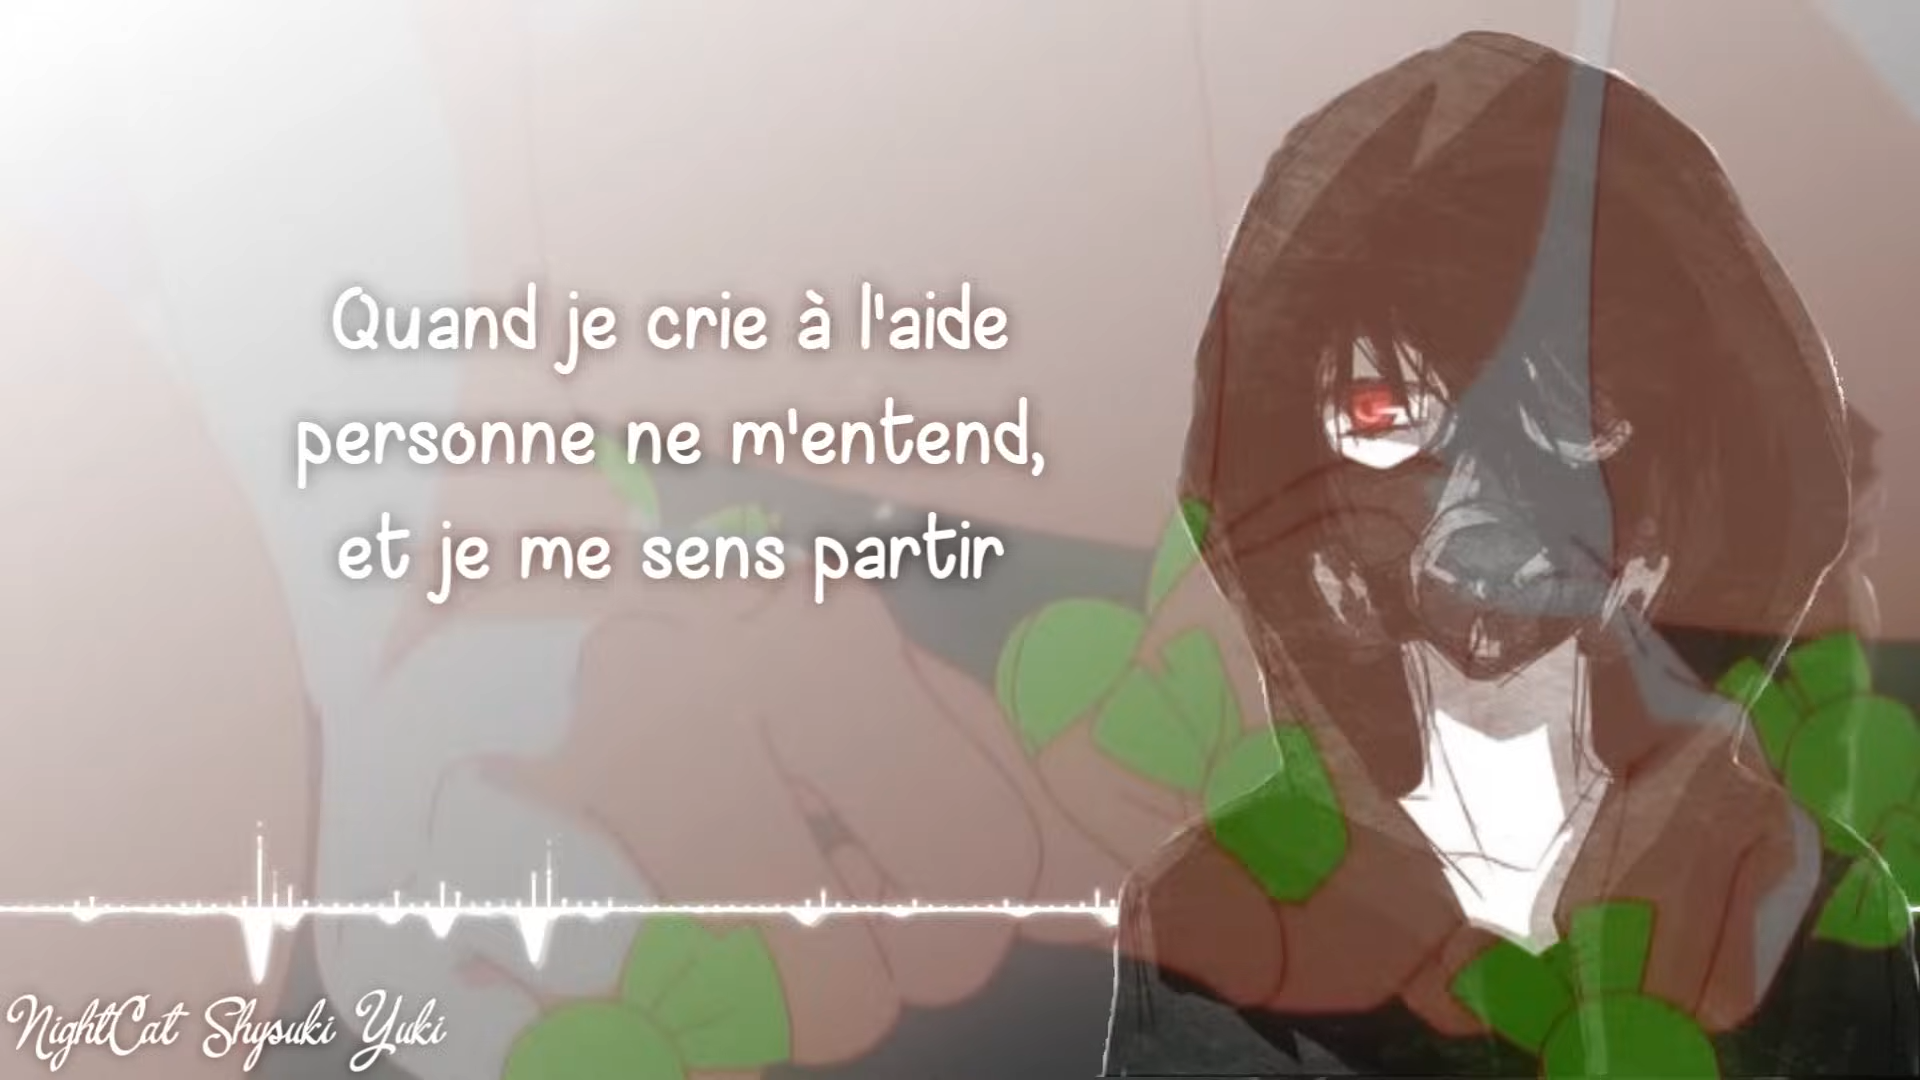 Quand je crie à l'aide
personne ne m'entend,
et je me sens partir
NightCat Shysuki Yuki